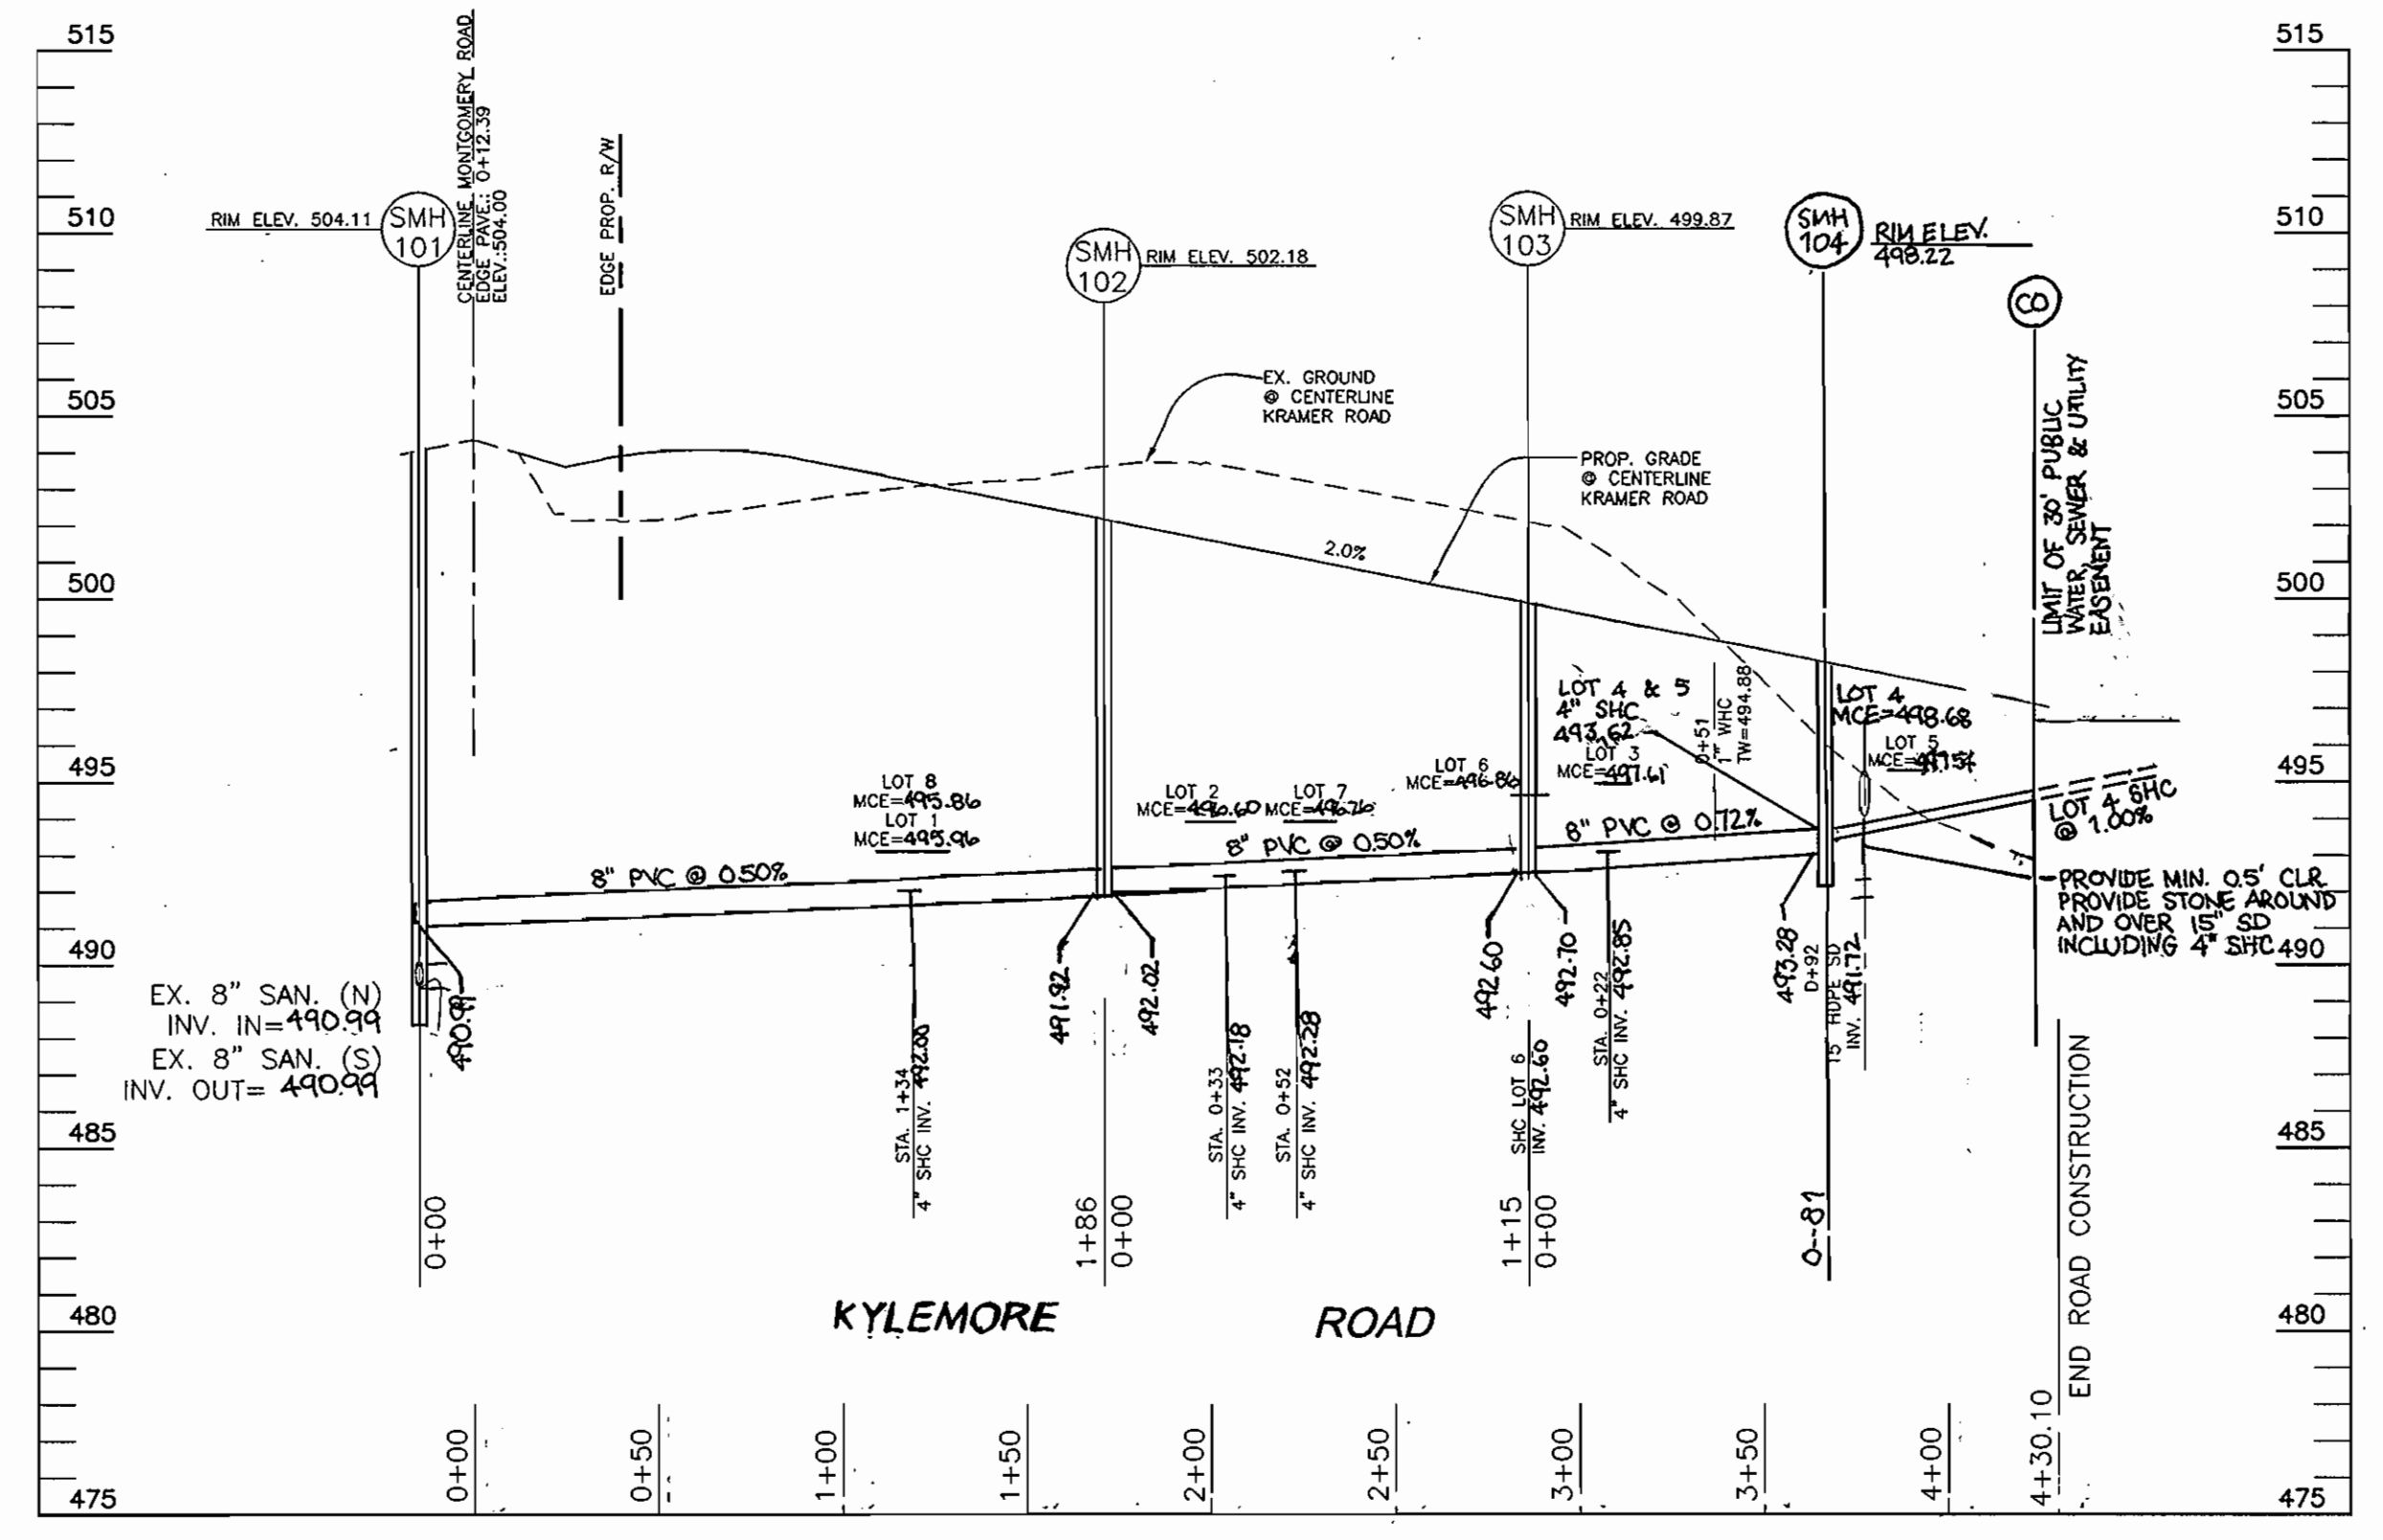 515
510
505
500
495
490
485
480
475
515
510
505
500
495
490
485
480
475
RIM ELEV. 504.11
SMH
101
CENTERLINE MONTGOMERY ROAD
EDGE PAVE.: 0+12.39
ELEV.:504.00
EDGE PROP. R/W
SMH
102
RIM ELEV. 502.18
SMH
103
RIM ELEV. 499.87
SMH
104
RIM ELEV.
498.22
CO
LIMIT OF 30' PUBLIC
WATER, SEWER & UTILITY
EASEMENT
EX. GROUND
@ CENTERLINE
KRAMER ROAD
PROP. GRADE
@ CENTERLINE
KRAMER ROAD
2.0%
LOT 8
MCE=495.86
LOT 1
MCE=495.96
LOT 2
MCE=496.60
LOT 7
MCE=496.76
LOT 6
MCE=496.86
LOT 4 & 5
4" SHC
493.62
LOT 3
MCE=497.61
0+51
1" WHC
TW=494.88
LOT 4
MCE=498.68
LOT 5
MCE=497.54
8" PVC @ 0.50%
8" PVC @ 0.50%
8" PVC @ 0.72%
LOT 4 SHC
@ 1.00%
PROVIDE MIN. 0.5' CLR
PROVIDE STONE AROUND
AND OVER 15" SD
INCLUDING 4" SHC
EX. 8" SAN. (N)
INV. IN=490.99
EX. 8" SAN. (S)
INV. OUT= 490.99
490.99
STA. 1+34
4" SHC INV. 492.00
491.92
492.02
STA. 0+33
4" SHC INV. 492.18
STA. 0+52
4" SHC INV. 492.28
492.60
492.70
SHC LOT 6
INV. 492.60
STA. 0+22
4" SHC INV. 492.85
493.28
0+92
15" HDPE SD
INV. 491.72
0+00
1+86
0+00
1+15
0+00
0--81
END ROAD CONSTRUCTION
KYLEMORE ROAD
0+00
0+50
1+00
1+50
2+00
2+50
3+00
3+50
4+00
4+30.10